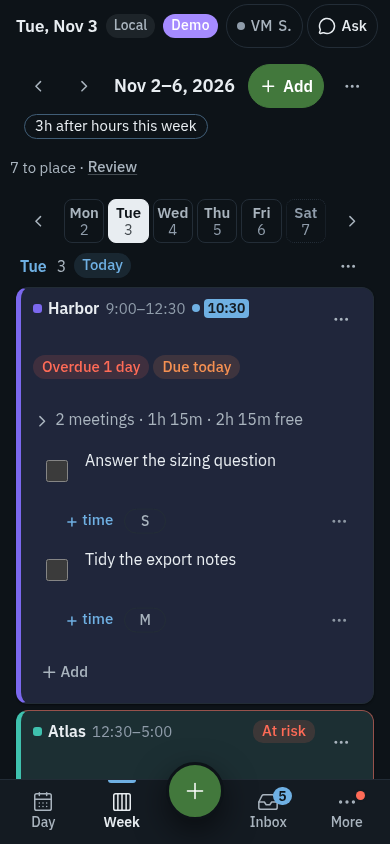 Tue, Nov 3 Local Demo VM S. Ask
Nov 2–6, 2026 + Add ...
3h after hours this week
7 to place · Review
Mon Tue Wed Thu Fri Sat
2 3 4 5 6 7
Tue 3 Today ...
Harbor 9:00–12:30 10:30 ...
Overdue 1 day Due today
2 meetings · 1h 15m · 2h 15m free
Answer the sizing question
+ time S ...
Tidy the export notes
+ time M ...
+ Add
Atlas 12:30–5:00 At risk ...
5
Day Week + Inbox More